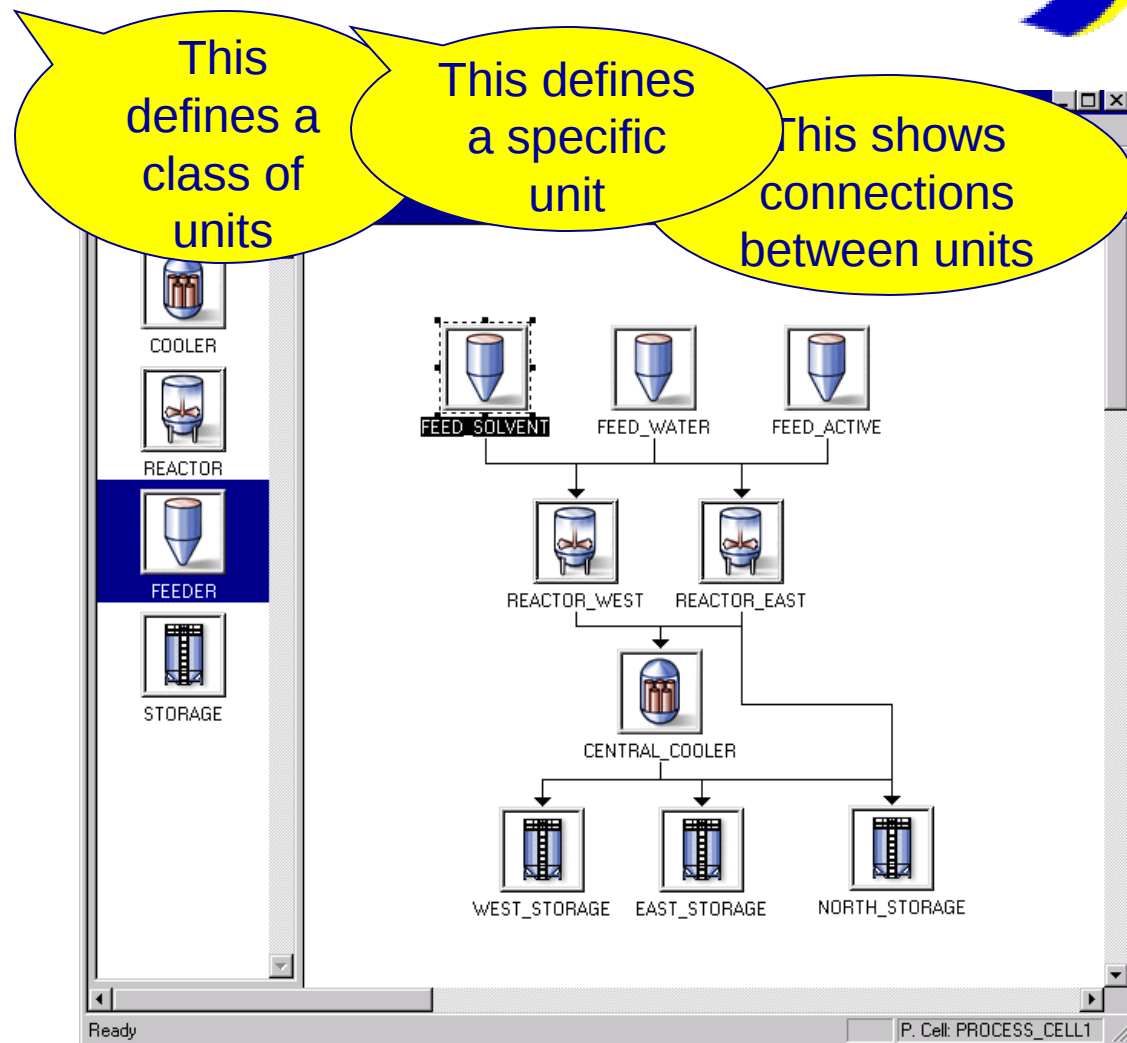 This
defines a
class of
units
This defines
a specific
unit
This shows
connections
between units
COOLER
REACTOR
FEEDER
STORAGE
FEED_SOLVENT
FEED_WATER
FEED_ACTIVE
REACTOR_WEST
REACTOR_EAST
CENTRAL_COOLER
WEST_STORAGE
EAST_STORAGE
NORTH_STORAGE
Ready
P. Cell: PROCESS_CELL1